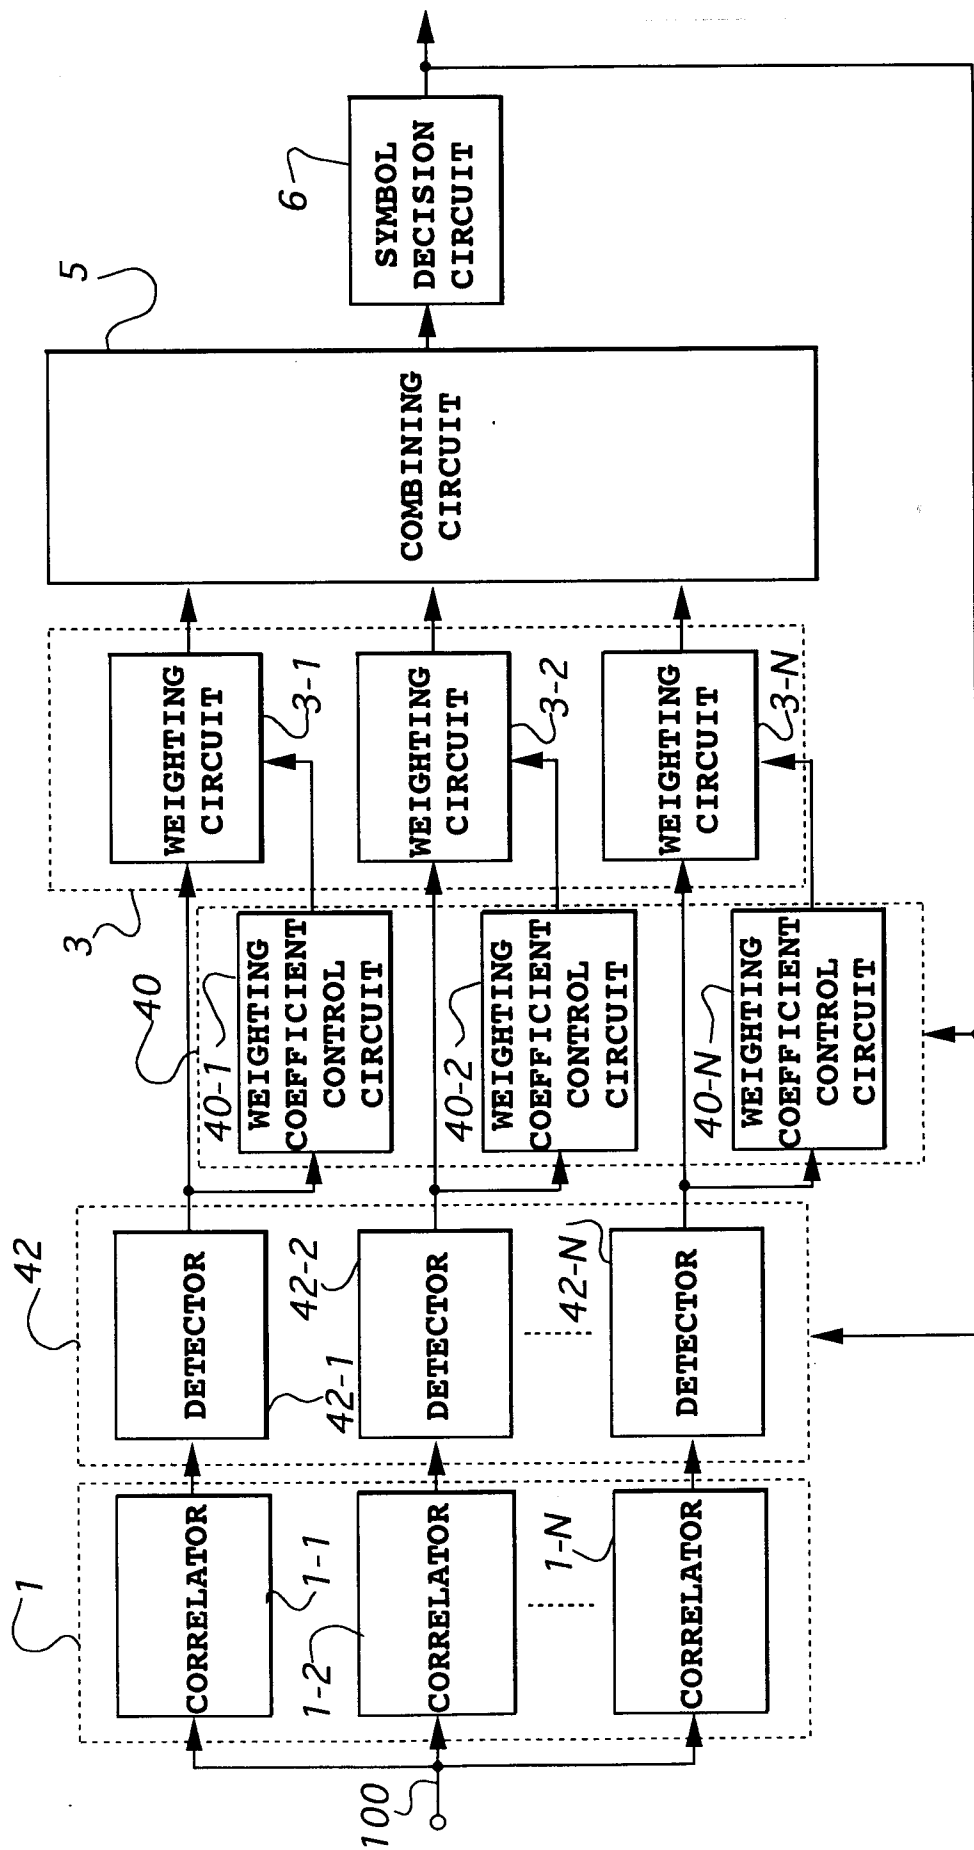 1
42
40
3
5
6
100
CORRELATOR
1-1
CORRELATOR
1-2
CORRELATOR
1-N
DETECTOR
42-1
DETECTOR
42-2
DETECTOR
42-N
WEIGHTING
COEFFICIENT
CONTROL
CIRCUIT
40-1
WEIGHTING
COEFFICIENT
CONTROL
CIRCUIT
40-2
WEIGHTING
COEFFICIENT
CONTROL
CIRCUIT
40-N
WEIGHTING
CIRCUIT
3-1
WEIGHTING
CIRCUIT
3-2
WEIGHTING
CIRCUIT
3-N
COMBINING
CIRCUIT
SYMBOL
DECISION
CIRCUIT